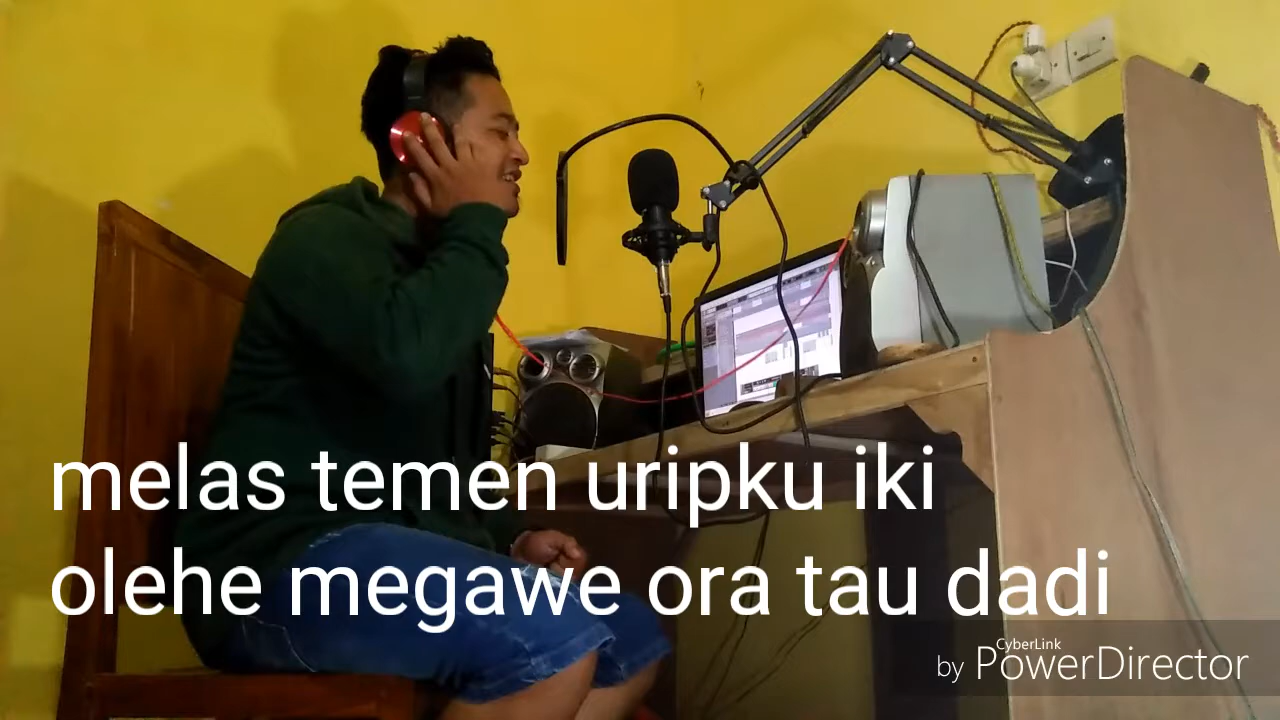 melas temen uripku iki
olehe megawe ora tau dadi
CyberLink
by PowerDirector